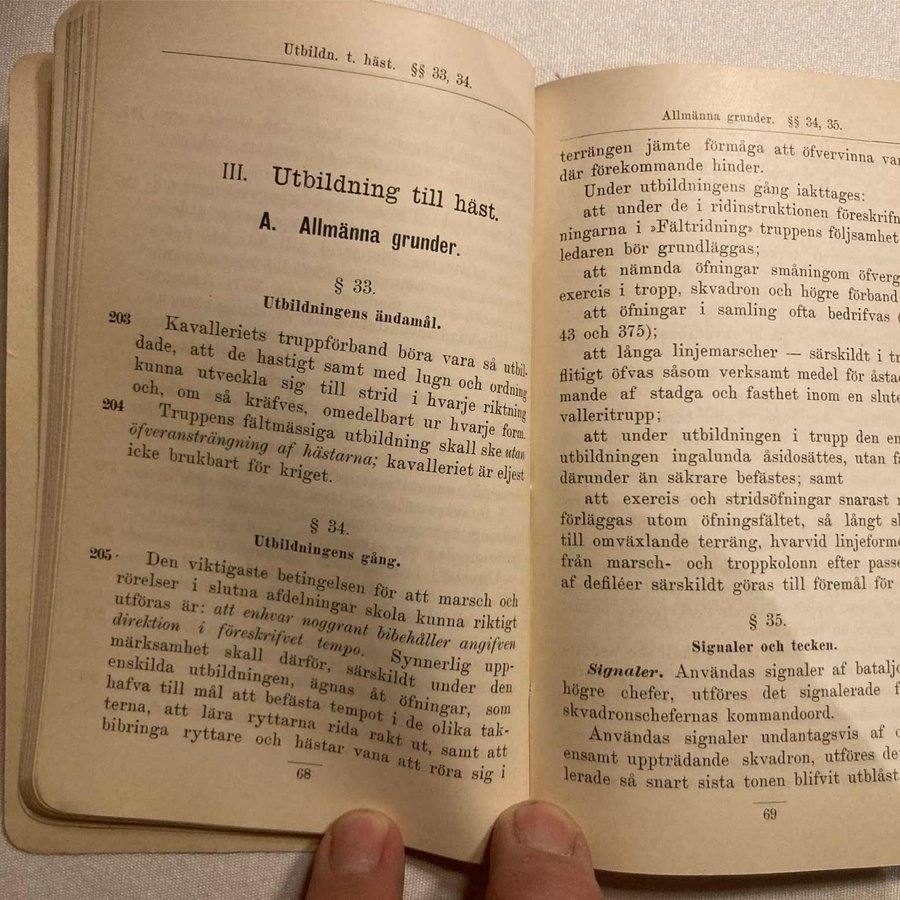 Utbildn. t. häst. §§ 33, 34.
III. Utbildning till häst.
A. Allmänna grunder.
§ 33.
Utbildningens ändamål.
203 Kavalleriets truppförband böra vara så utbil-
dade, att de hastigt samt med lugn och ordning
kunna utveckla sig till strid i hvarje riktning
och, om så kräfves, omedelbart ur hvarje form.
204 Truppens fältmässiga utbildning skall ske utan
öfveransträngning af hästarna; kavalleriet är eljest
icke brukbart för kriget.
§ 34.
Utbildningens gång.
205 Den viktigaste betingelsen för att marsch och
rörelser i slutna afdelningar skola kunna riktigt
utföras är: att enhvar noggrant bibehåller angifven
direktion i föreskrifvet tempo. Synnerlig upp-
märksamhet skall därför, särskildt under den
enskilda utbildningen, ägnas åt öfningar, som
hafva till mål att befästa tempot i de olika tak-
terna, att lära ryttarna rida rakt ut, samt att
bibringa ryttare och hästar vana att röra sig i
68
Allmänna grunder. §§ 34, 35.
terrängen jämte förmåga att öfvervinna
där förekommande hinder.
Under utbildningens gång iakttages:
att under de i ridinstruktionen
ningarna i »Fältridning» truppens följsamhet
ledaren bör grundläggas;
att nämnda öfningar småningom
exercis i tropp, skvadron och högre förband
att öfningar i samling ofta bedrifvas
43 och 375);
att långa linjemarscher — särskildt i
flitigt öfvas såsom verksamt medel för
mande af stadga och fasthet inom en
valleritrupp;
att under utbildningen i trupp den
utbildningen ingalunda åsidosättes, utan
därunder än säkrare befästes; samt
att exercis och stridsöfningar snarast
förläggas utom öfningsfältet, så långt
till omväxlande terräng, hvarvid
från marsch- och troppkolonn efter
af defiléer särskildt göras till föremål för
§ 35.
Signaler och tecken.
Signaler. Användas signaler af
högre chefer, utföres det signalerade
skvadronschefernas kommandoord.
Användas signaler undantagsvis af
ensamt uppträdande skvadron, utföres
lerade så snart sista tonen blifvit
69